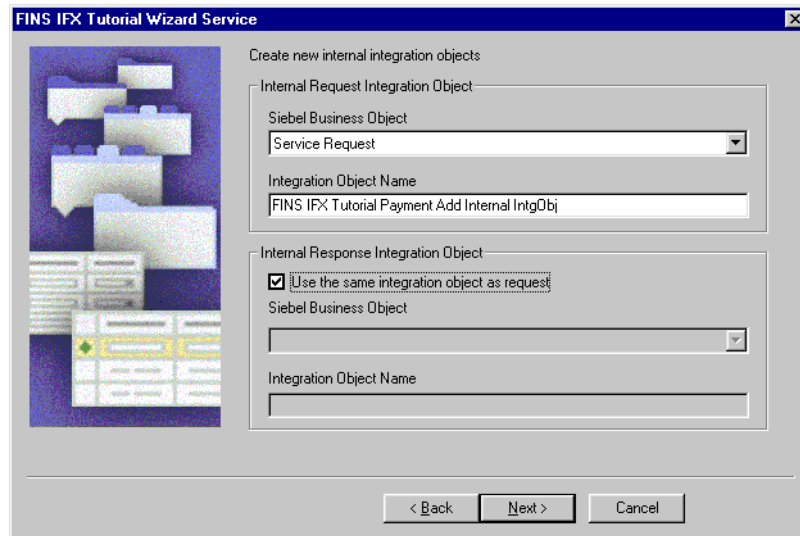 FINS IFX Tutorial Wizard Service
Create new internal integration objects
Internal Request Integration Object
Siebel Business Object
Service Request
Integration Object Name
FINS IFX Tutorial Payment Add Internal IntgObj
Internal Response Integration Object
Use the same integration object as request
Siebel Business Object
Integration Object Name
< Back Next > Cancel